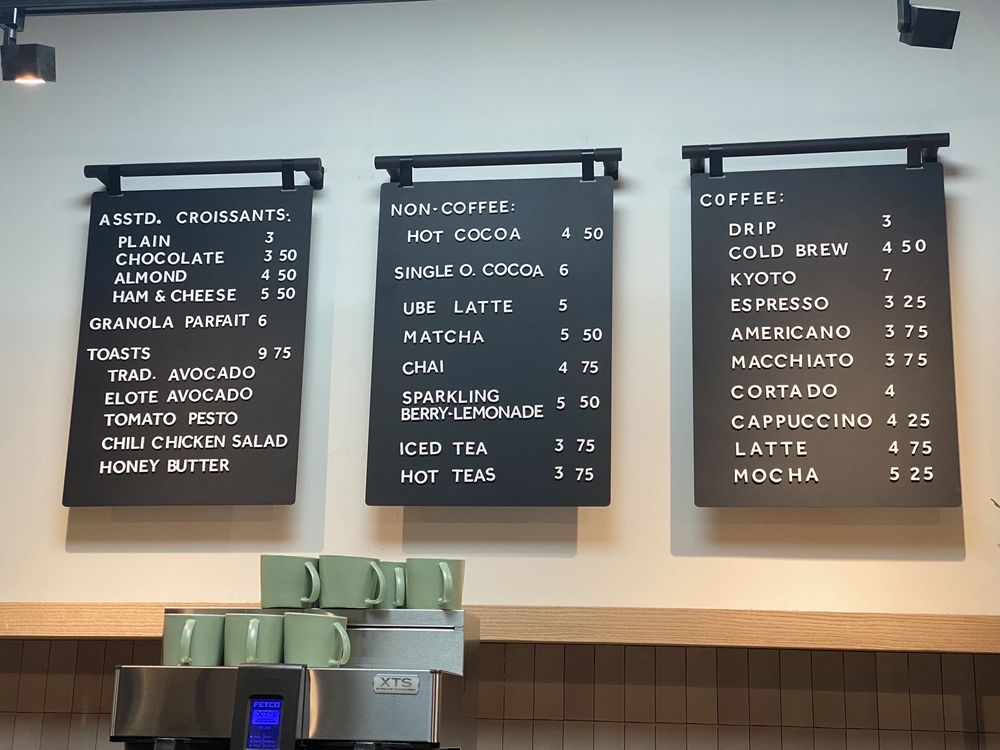 ASSTD. CROISSANTS:
PLAIN 3
CHOCOLATE 3 50
ALMOND 4 50
HAM & CHEESE 5 50
GRANOLA PARFAIT 6
TOASTS 9 75
TRAD. AVOCADO
ELOTE AVOCADO
TOMATO PESTO
CHILI CHICKEN SALAD
HONEY BUTTER
NON-COFFEE:
HOT COCOA 4 50
SINGLE O. COCOA 6
UBE LATTE 5
MATCHA 5 50
CHAI 4 75
SPARKLING
BERRY-LEMONADE 5 50
ICED TEA 3 75
HOT TEAS 3 75
COFFEE:
DRIP 3
COLD BREW 4 50
KYOTO 7
ESPRESSO 3 25
AMERICANO 3 75
MACCHIATO 3 75
CORTADO 4
CAPPUCCINO 4 25
LATTE 4 75
MOCHA 5 25
XTS
FETCO
XTS